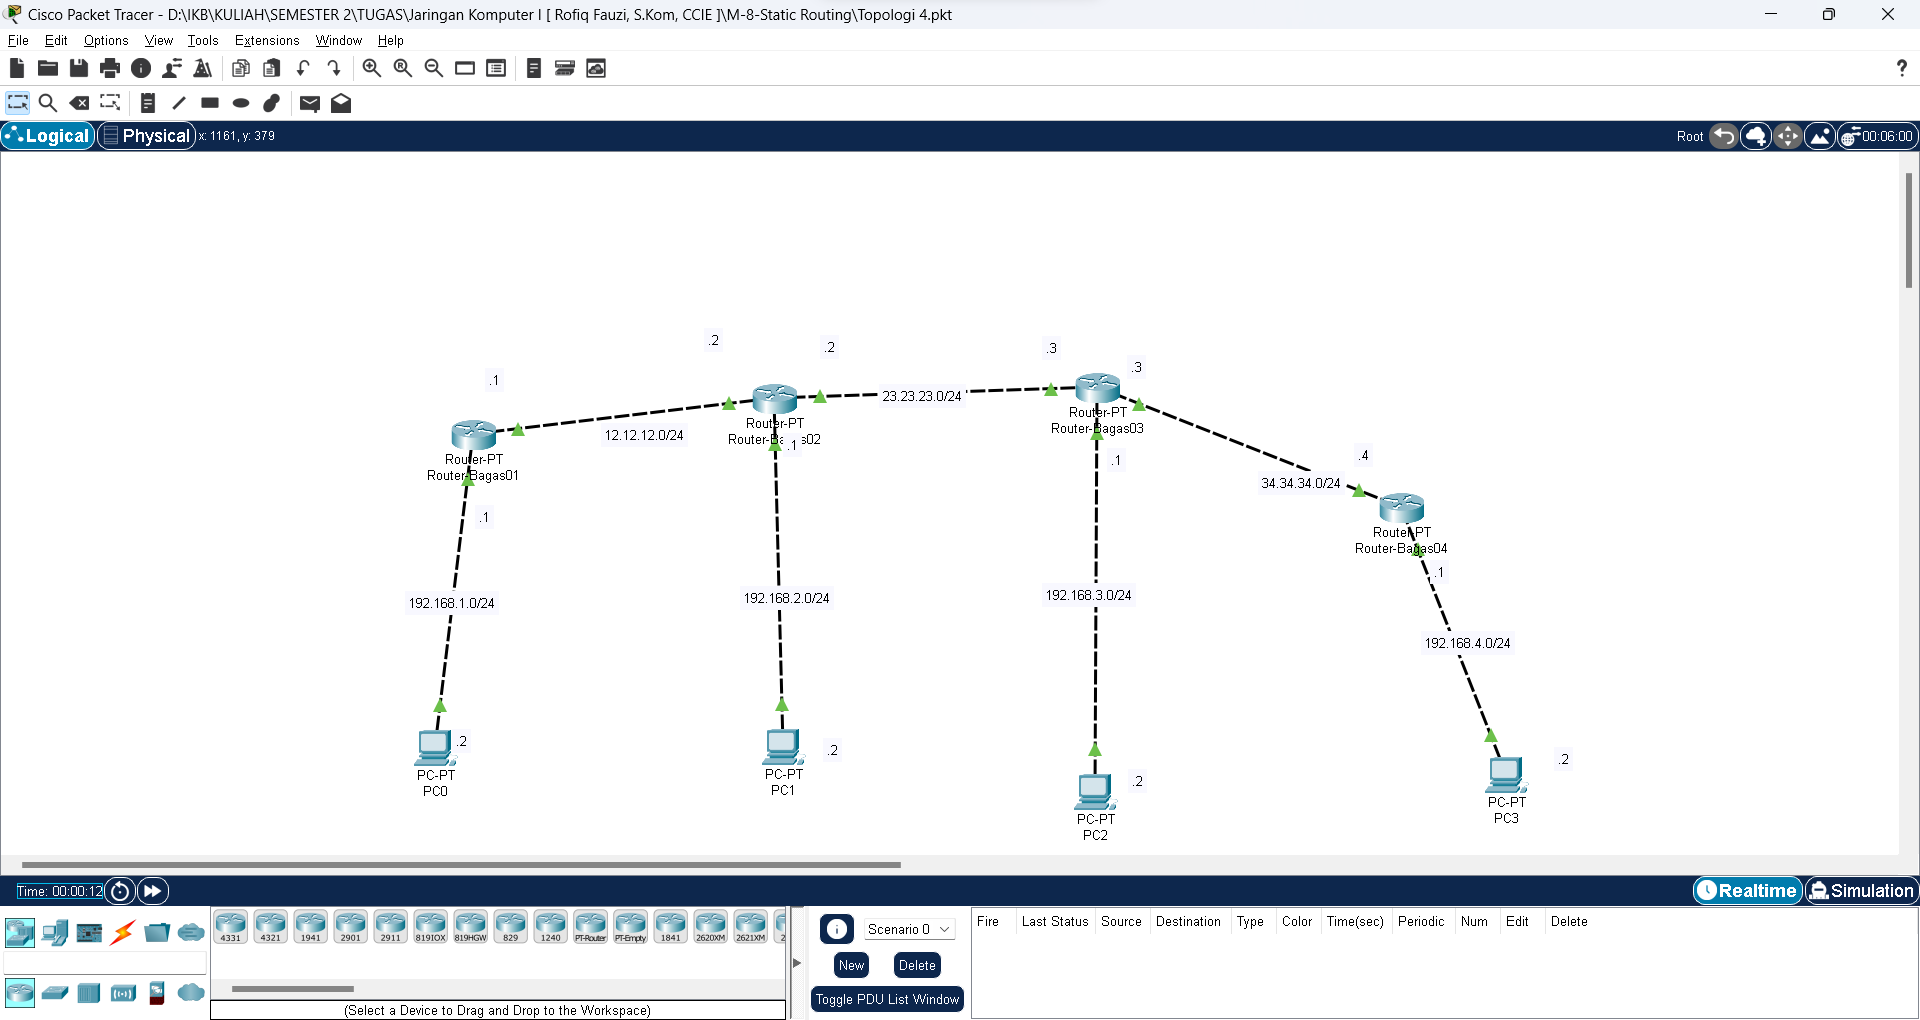 Cisco Packet Tracer - D:\IKB\KULIAH\SEMESTER 2\TUGAS\Jaringan Komputer I [ Rofiq Fauzi, S.Kom, CCIE ]\M-8-Static Routing\Topologi 4.pkt
File Edit Options View Tools Extensions Window Help
?
Logical Physical x: 1161, y: 379 Root 00:06:00
.2 .2 .3
.3
.1
23.23.23.0/24
Router-PT
Router-Bagas03
Router-PT
12.12.12.0/24
.1
Router-PT
Router-Bagas01
.4
.1
34.34.34.0/24
.1
Router-PT
Router-Bagas04
.1
192.168.1.0/24
192.168.2.0/24
192.168.3.0/24
192.168.4.0/24
.2
PC-PT
PC0
.2
PC-PT
PC1
.2
PC-PT
PC2
.2
PC-PT
PC3
Time: 00:00:12 Realtime Simulation
4331 4321 1941 2901 2911 819IOX 819HGW 829 1240 PT-Router PT-Empty 1841 2620XM 2621XM 2
(Select a Device to Drag and Drop to the Workspace)
Scenario 0
New Delete
Toggle PDU List Window
Fire Last Status Source Destination Type Color Time(sec) Periodic Num Edit Delete